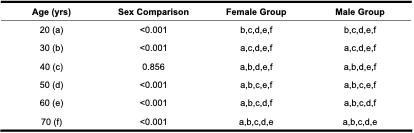 Age (yrs) Sex Comparison Female Group Male Group
20 (a) <0.001 b,c,d,e,f b,c,d,e,f
30 (b) <0.001 a,c,d,e,f a,c,d,e,f
40 (c) 0.856 a,b,d,e,f a,b,d,e,f
50 (d) <0.001 a,b,c,e,f a,b,c,e,f
60 (e) <0.001 a,b,c,d,f a,b,c,d,f
70 (f) <0.001 a,b,c,d,e a,b,c,d,e